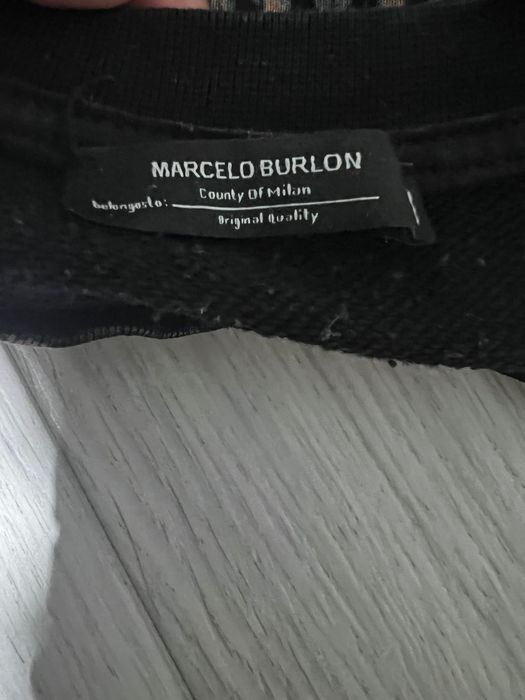 MARCELO BURLON
County Of Milan
belongs to:
Original Quality